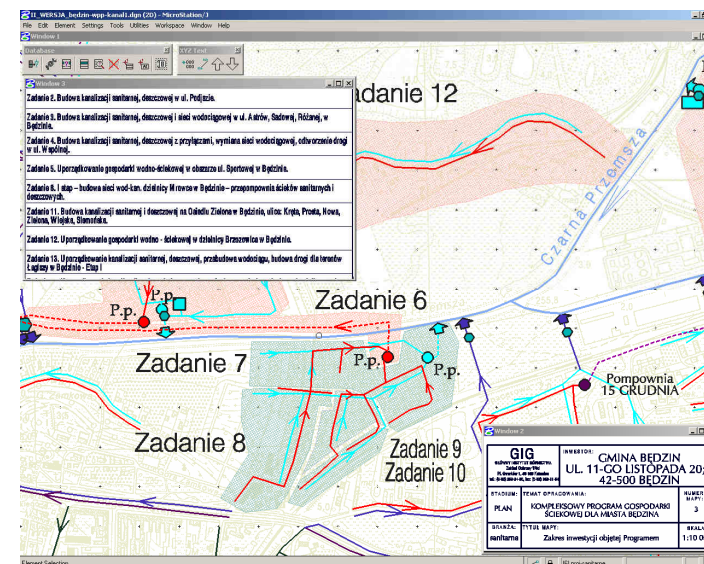 II_WERSJA_będzin-wpp-kanal1.dgn (2D) - MicroStation/J
File Edit Element Settings Tools Utilities Workspace Window Help
Window 1
Database
XYZ Text
Window 3
Zadanie 2. Budowa kanalizacji sanitarnej, deszczowej w ul. Podjazie.
Zadanie 3. Budowa kanalizacji sanitarnej, deszczowej i sieci wodociągowej w ul. Astrów, Sadowej, Różanej, w
Będzinie.
Zadanie 4. Budowa kanalizacji sanitarnej, deszczowej z przyłączami, wymiana sieci wodociągowej, odtworzenie drogi
w ul. Wspólnej.
Zadanie 5. Uporządkowanie gospodarki wodno-ściekowej w obszarze ul. Sportowej w Będzinie.
Zadanie 6. I etap – budowa sieci wod-kan. dzielnicy Mrowce w Będzinie – przepompownia ścieków sanitarnych i
deszczowych.
Zadanie 11. Budowa kanalizacji sanitarnej i deszczowej na Osiedlu Zielona w Będzinie, ulica: Kręta, Prosta, Nowa,
Zielona, Wiejska, Siemońska.
Zadanie 12. Uporządkowanie gospodarki wodno - ściekowej w dzielnicy Brzozowica w Będzinie.
Zadanie 13. Uporządkowanie kanalizacji sanitarnej, deszczowej, przebudowa wodociągu, budowa drogi dla terenów
Łagiszy w Będzinie - Etap I
adanie 12
Czarna Przemsza
Zadanie 6
P.p.
P.p.
Zadanie 7
P.p.
P.p.
Pompownia
15 GRUDNIA
Zadanie 8
Zadanie 9
Zadanie 10
Window 2
GIG
INWESTOR:
GMINA BĘDZIN
UL. 11-GO LISTOPADA 20;
42-500 BĘDZIN
STADIUM:
PLAN
TEMAT OPRACOWANIA:
KOMPLEKSOWY PROGRAM GOSPODARKI
ŚCIEKOWEJ DLA MIASTA BĘDZINA
NUMER
MAPY:
3
BRANŻA:
sanitarne
TYTUŁ MAPY:
Zakres inwestycji objętej Programem
SKALA
1:10 00
Element Selection